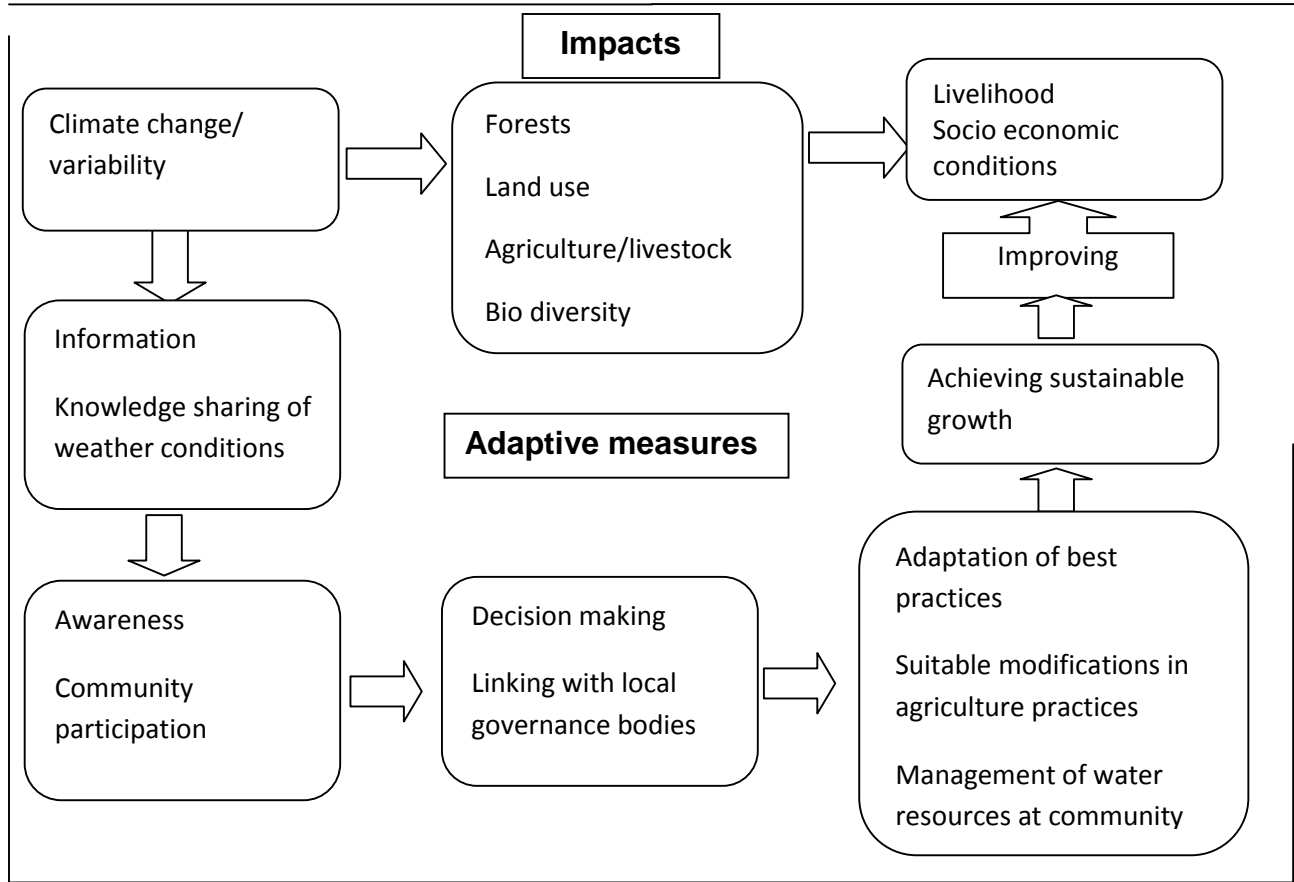 Impacts
Climate change/
variability
Forests
Land use
Agriculture/livestock
Bio diversity
Livelihood
Socio economic
conditions
Improving
Information
Knowledge sharing of
weather conditions
Achieving sustainable
growth
Adaptive measures
Awareness
Community
participation
Decision making
Linking with local
governance bodies
Adaptation of best
practices
Suitable modifications in
agriculture practices
Management of water
resources at community